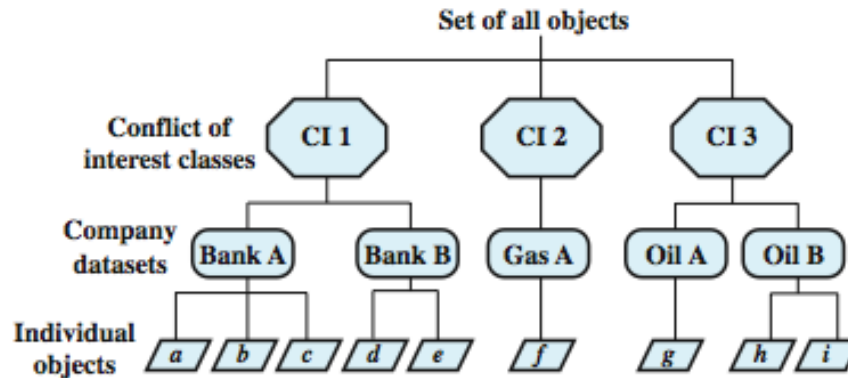 Set of all objects
Conflict of
interest classes
CI 1
CI 2
CI 3
Company
datasets
Bank A
Bank B
Gas A
Oil A
Oil B
Individual
objects
a
b
c
d
e
f
g
h
i